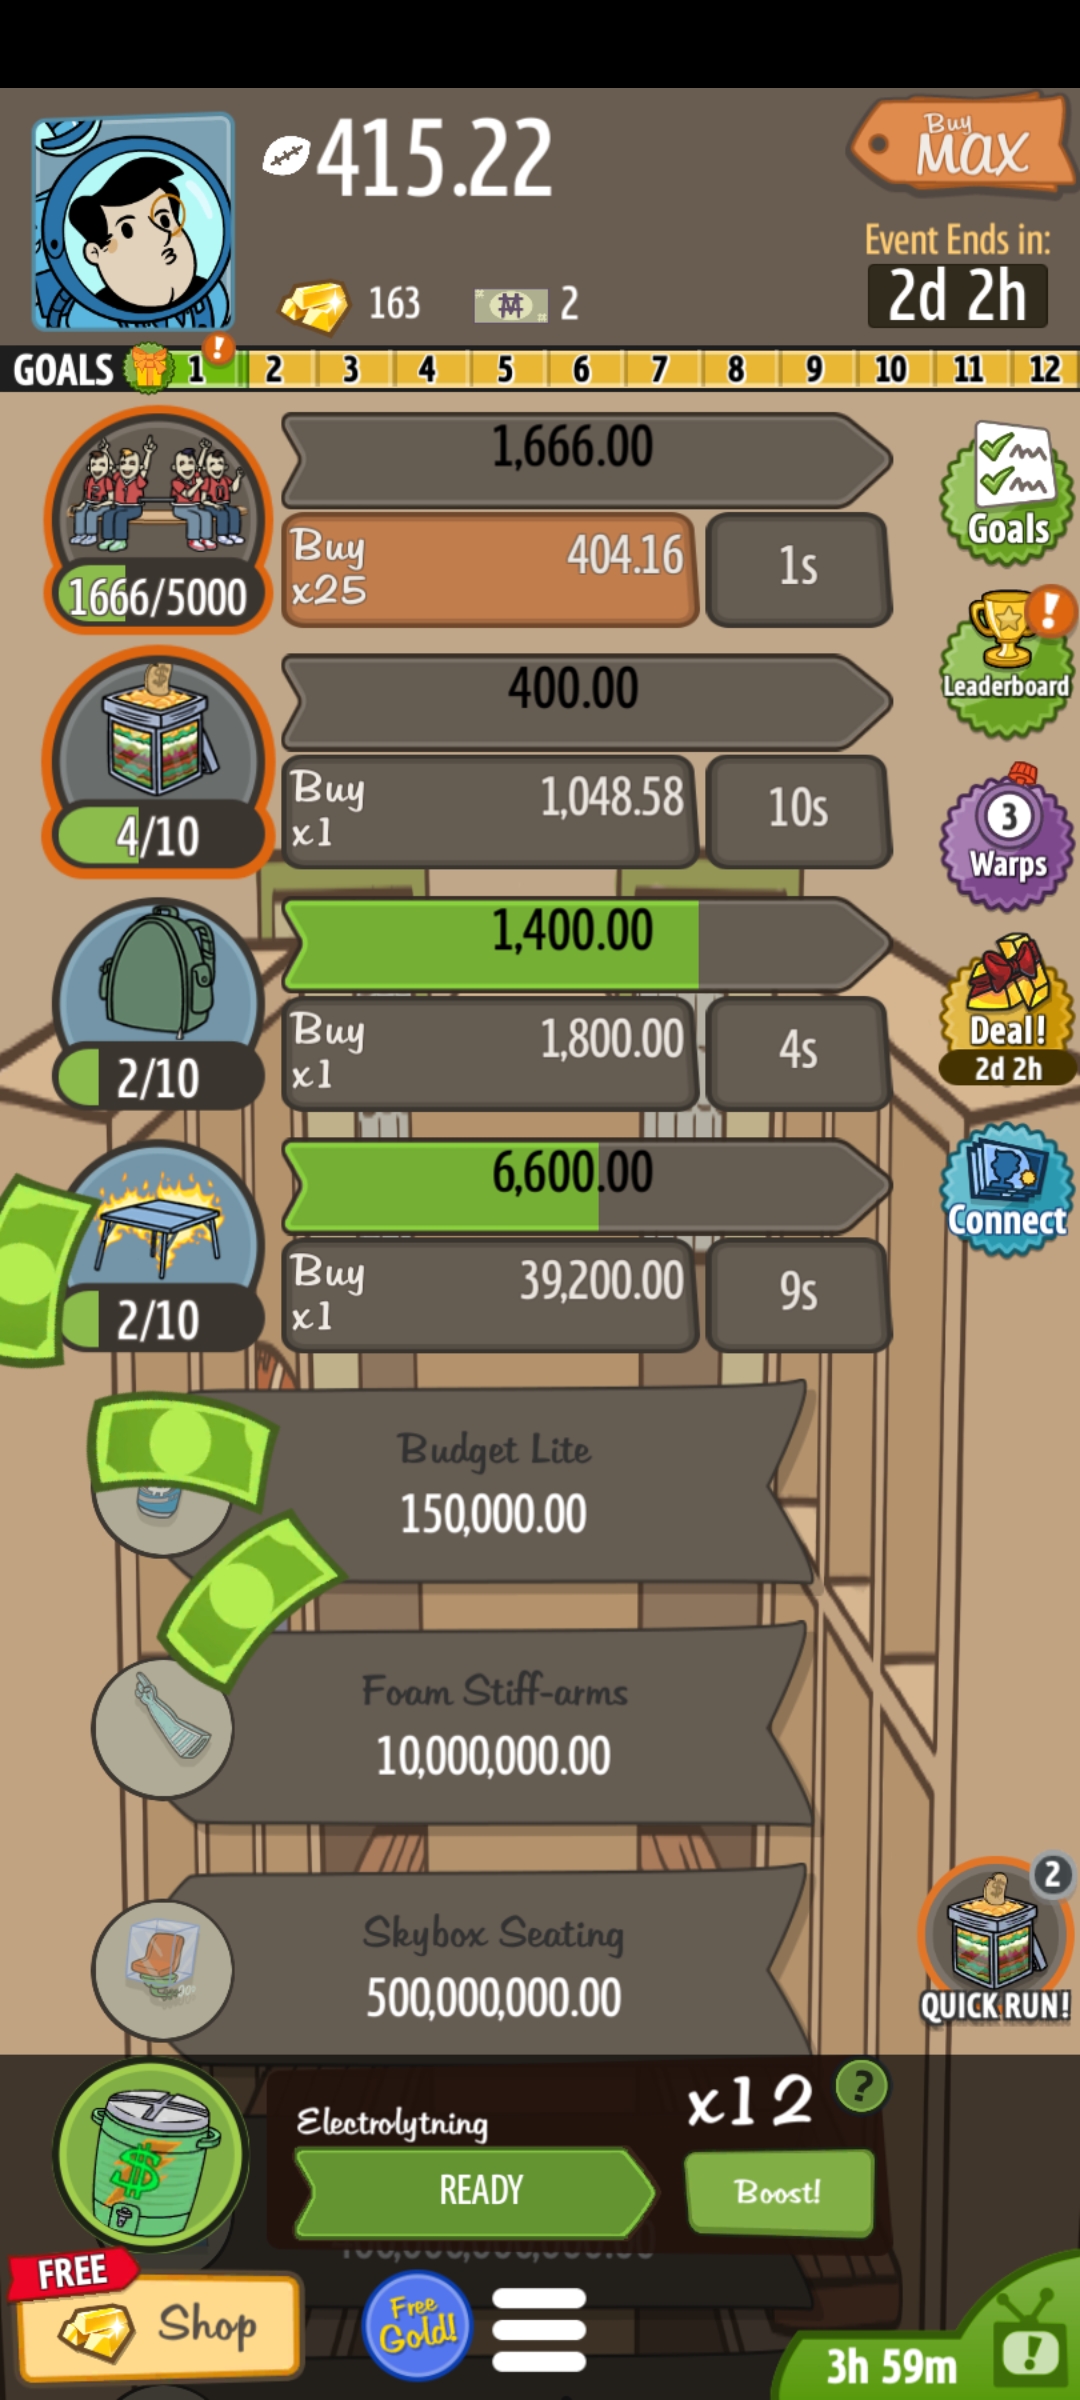 415.22
Buy
MAX
Event Ends in:
2d 2h
163
2
GOALS 1 ! 2 3 4 5 6 7 8 9 10 11 12
1,666.00
Buy
x25
404.16
1s
1666/5000
Goals
400.00
Buy
x1
1,048.58
10s
4/10
!
Leaderboard
3
Warps
1,400.00
Buy
x1
1,800.00
4s
2/10
Deal!
2d 2h
6,600.00
Buy
x1
39,200.00
9s
2/10
Connect
Budget Lite
150,000.00
Foam Stiff-arms
10,000,000.00
Skybox Seating
500,000,000.00
2
QUICK RUN!
Electrolytning
x12
?
READY
Boost!
FREE
Shop
Free
Gold!
3h 59m
!